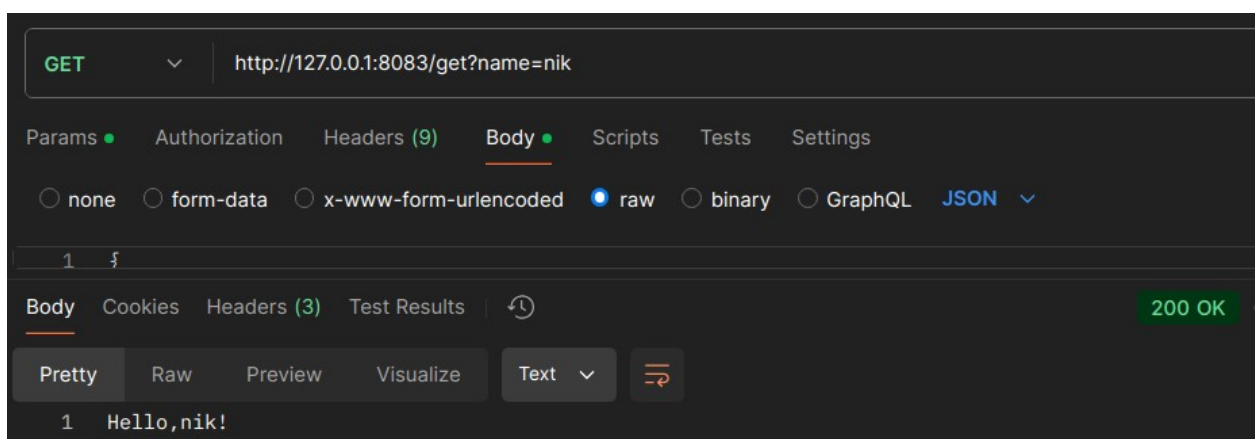 GET http://127.0.0.1:8083/get?name=nik
Params Authorization Headers (9) Body Scripts Tests Settings
none form-data x-www-form-urlencoded raw binary GraphQL JSON
1 {
Body Cookies Headers (3) Test Results 200 OK
Pretty Raw Preview Visualize Text
1 Hello,nik!